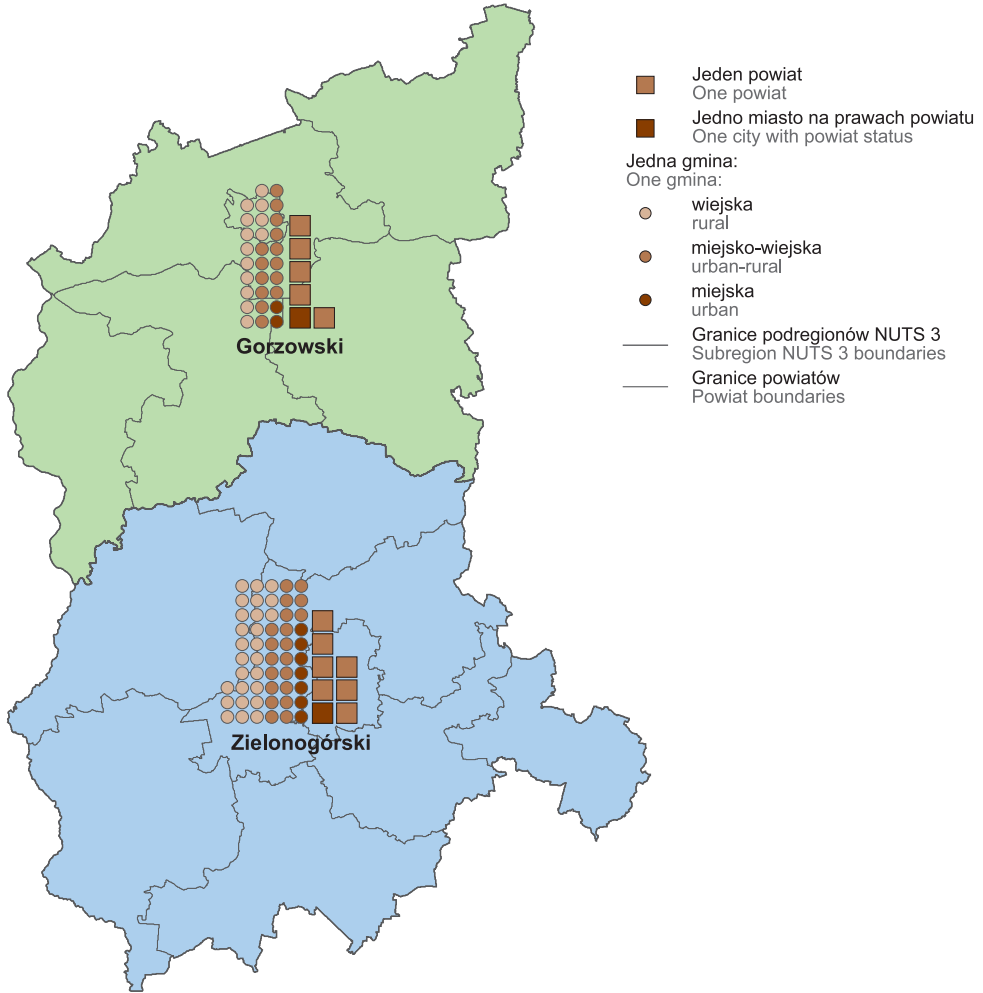 Jeden powiat
One powiat
Jedno miasto na prawach powiatu
One city with powiat status
Jedna gmina:
One gmina:
wiejska
rural
miejsko-wiejska
urban-rural
miejska
urban
Granice podregionów NUTS 3
Subregion NUTS 3 boundaries
Granice powiatów
Powiat boundaries
Gorzowski
Zielonogórski